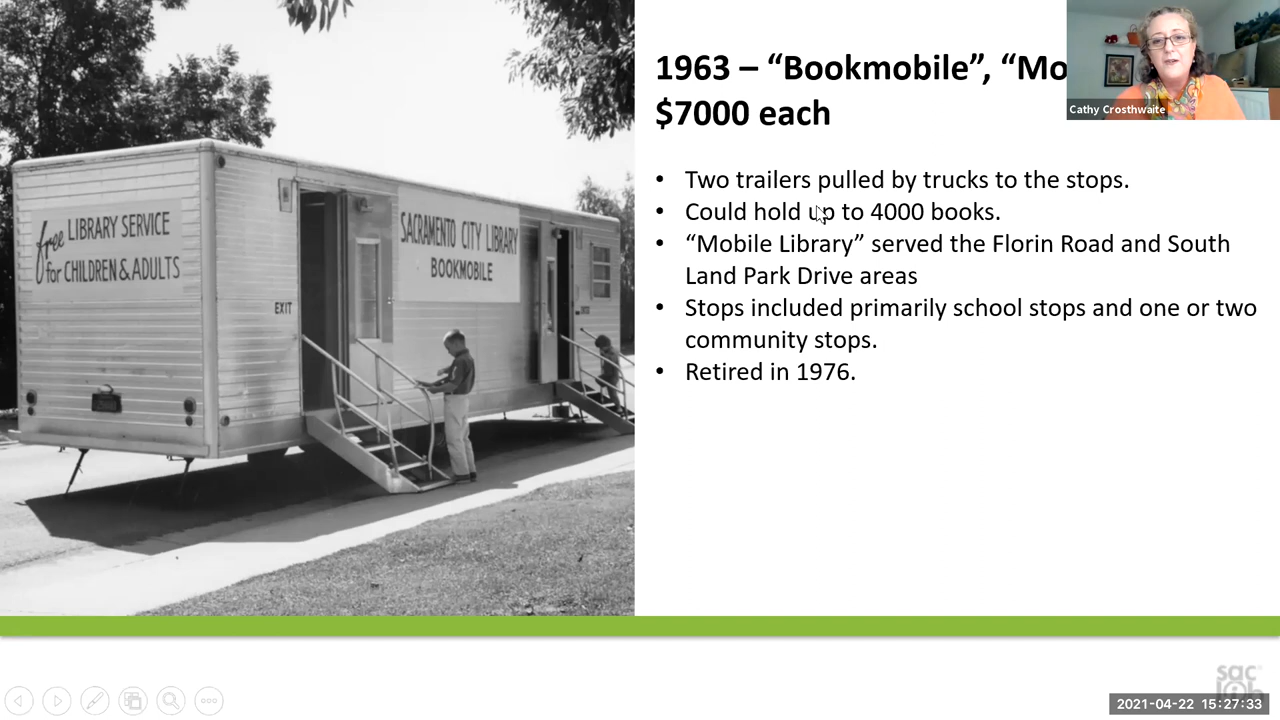 1963 – “Bookmobile”, “Mo
$7000 each
Cathy Crosthwaite
• Two trailers pulled by trucks to the stops.
• Could hold up to 4000 books.
• “Mobile Library” served the Florin Road and South
Land Park Drive areas
• Stops included primarily school stops and one or two
community stops.
• Retired in 1976.
free LIBRARY SERVICE
for CHILDREN & ADULTS
SACRAMENTO CITY LIBRARY
BOOKMOBILE
EXIT
sac
2021-04-22 15:27:33